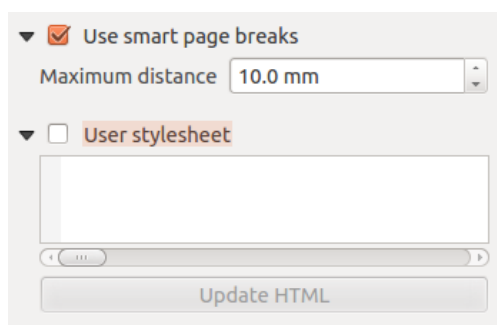 Use smart page breaks
Maximum distance 10.0 mm
User stylesheet
Update HTML